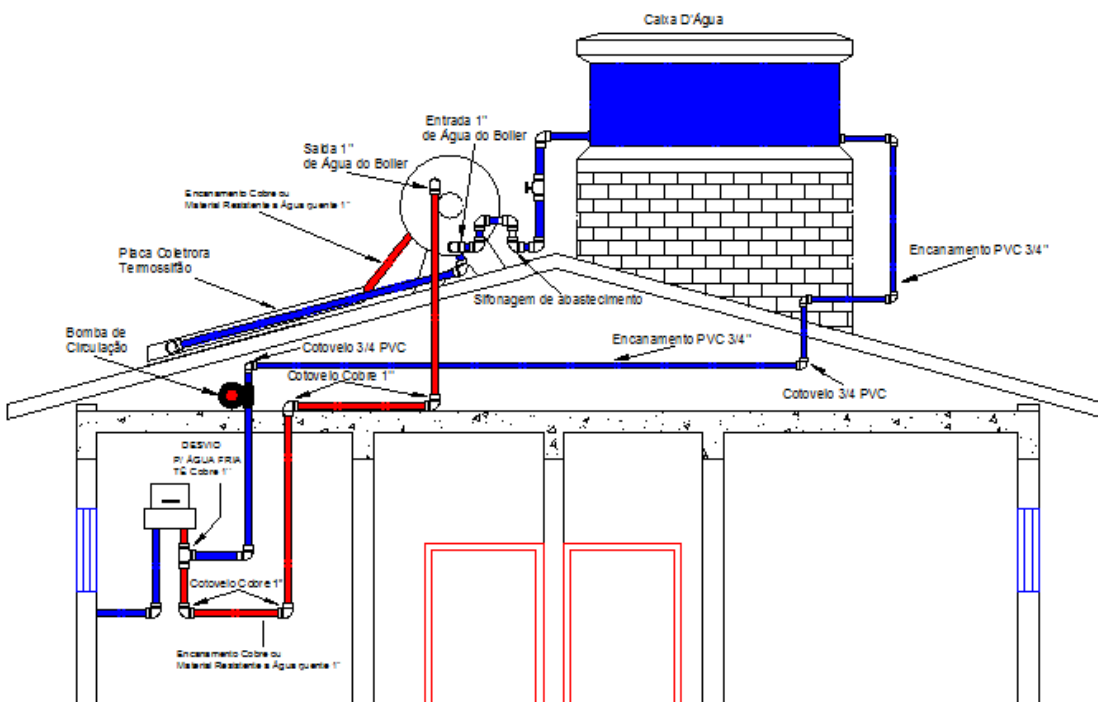 Caixa D'Água
Entrada 1"
de Água do Boiler
Saída 1"
de Água do Boiler
Encanamento Cobre ou
Material Resistente a Água quente 1"
Placa Coletrora
Termossifão
Encanamento PVC 3/4"
Sifonagem de abastecimento
Bomba de
Circulação
Cotovelo 3/4 PVC
Encanamento PVC 3/4"
Cotovelo Cobre 1"
Cotovelo 3/4 PVC
DESVIO
P/ ÁGUA FRIA
TÊ Cobre 1"
Cotovelo Cobre 1"
Encanamento Cobre ou
Material Resistente a Água quente 1"